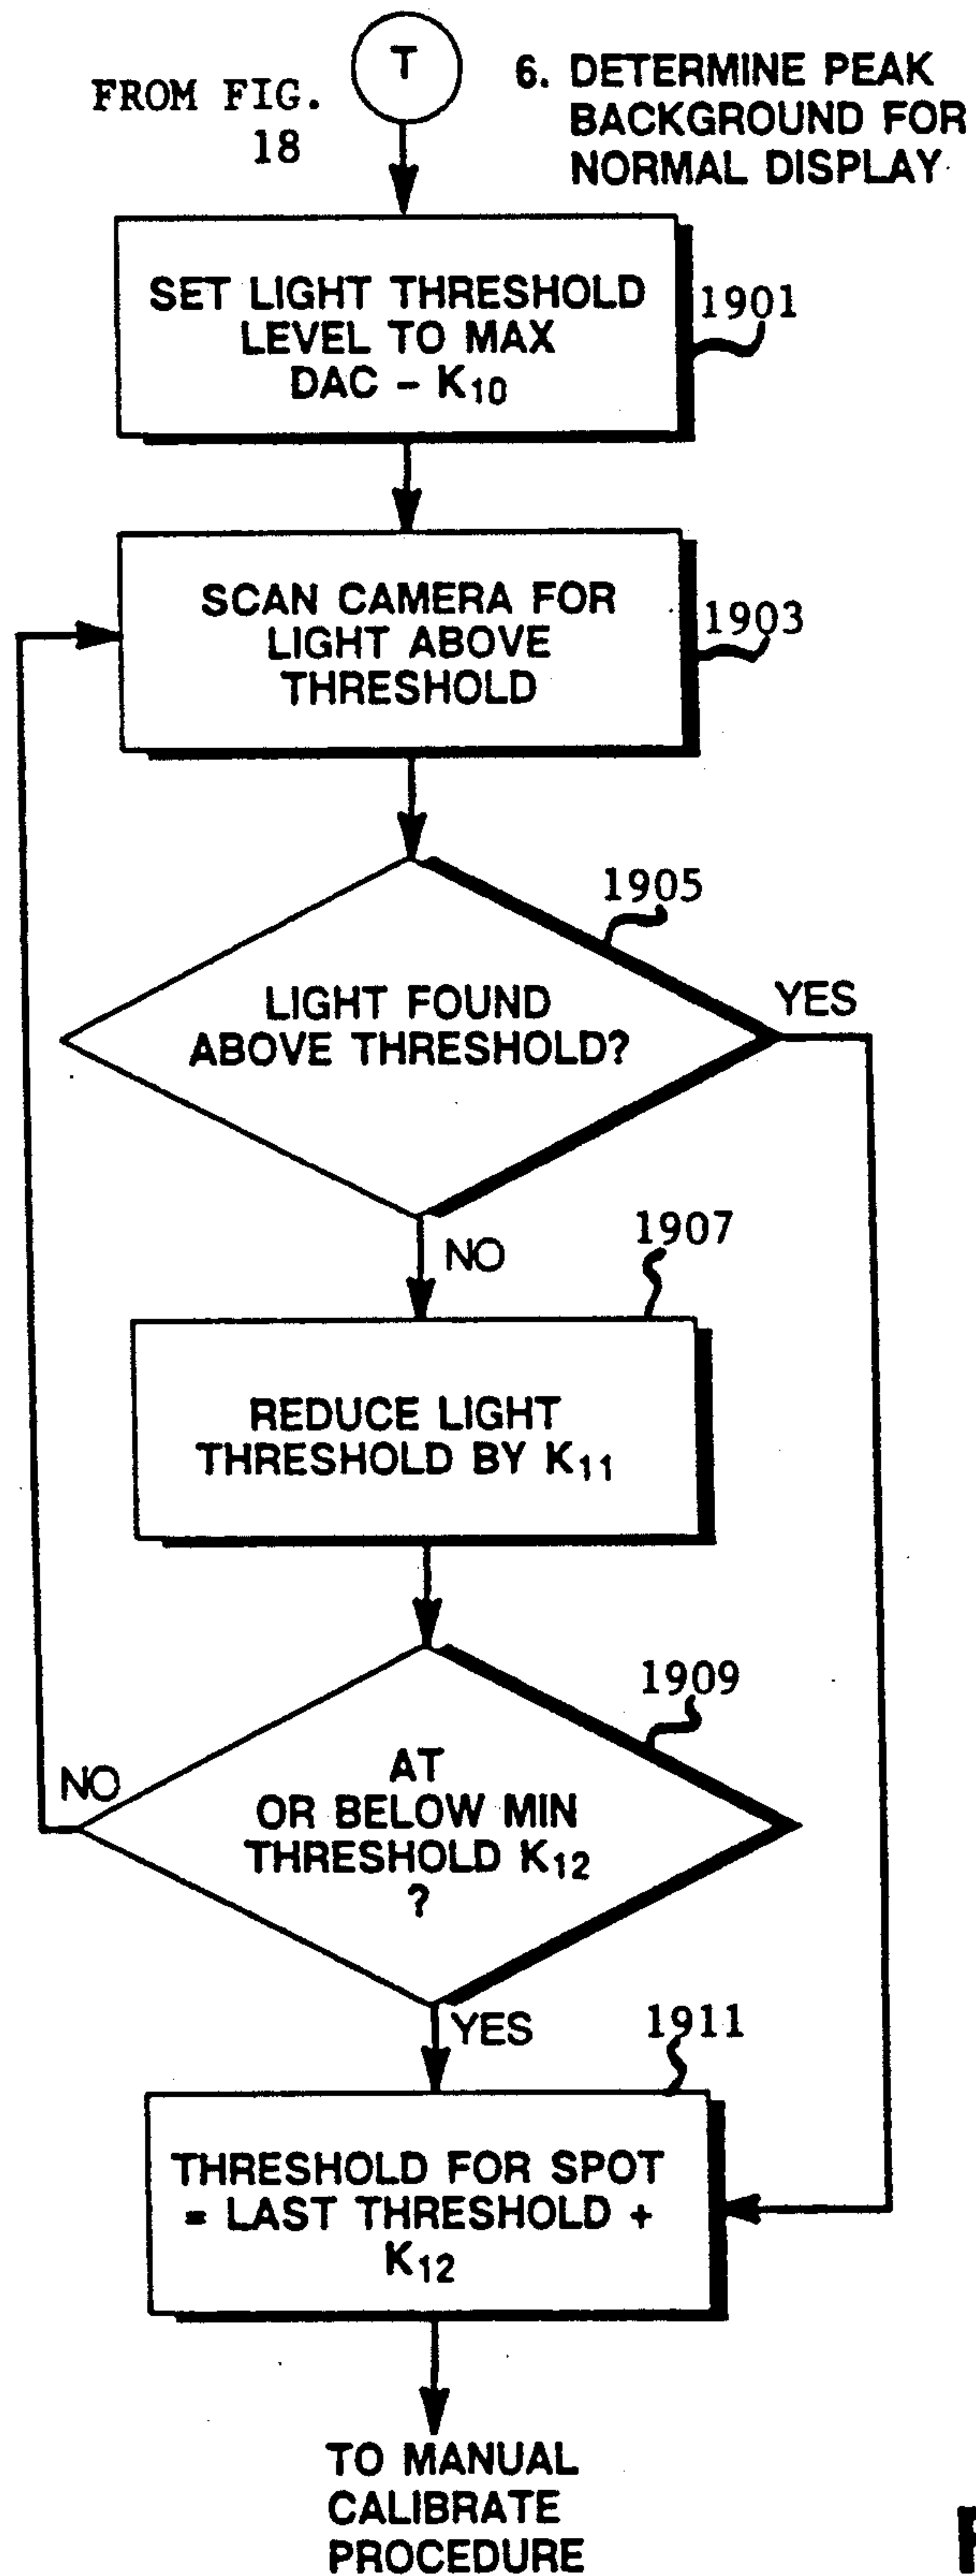 T
FROM FIG.
18
6. DETERMINE PEAK
BACKGROUND FOR
NORMAL DISPLAY
SET LIGHT THRESHOLD
LEVEL TO MAX
DAC – K₁₀
1901
SCAN CAMERA FOR
LIGHT ABOVE
THRESHOLD
1903
1905
LIGHT FOUND
ABOVE THRESHOLD?
YES
NO
1907
REDUCE LIGHT
THRESHOLD BY K₁₁
1909
AT
OR BELOW MIN
THRESHOLD K₁₂
?
NO
YES
1911
THRESHOLD FOR SPOT
= LAST THRESHOLD +
K₁₂
TO MANUAL
CALIBRATE
PROCEDURE